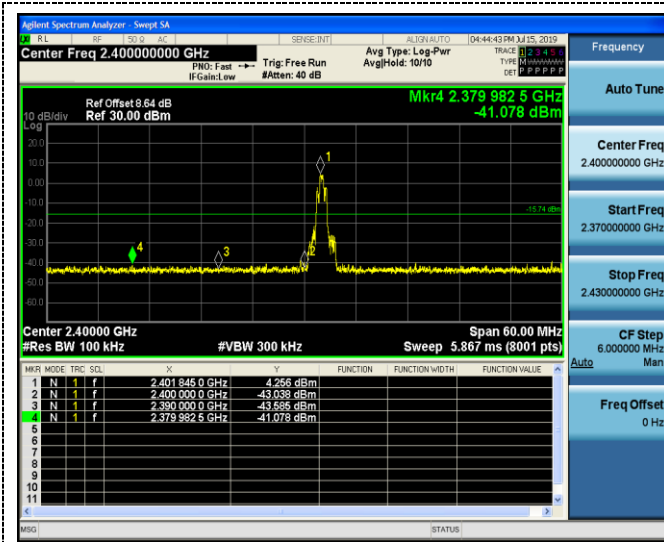 Agilent Spectrum Analyzer - Swept SA
RL RF 50 Ω AC SENSE:INT ALIGN AUTO 04:44:43 PM Jul 15, 2019
Center Freq 2.400000000 GHz
PNO: Fast
IFGain:Low
Trig: Free Run
#Atten: 40 dB
Avg Type: Log-Pwr
Avg|Hold: 10/10
TRACE 1 2 3 4 5 6
TYPE M
DET P P P P P P
Ref Offset 8.64 dB
Ref 30.00 dBm
10 dB/div
Log
Mkr4 2.379 982 5 GHz
-41.078 dBm
20.0
10.0
0.00
-10.0
-20.0
-30.0
-40.0
-50.0
-60.0
1
2
3
4
-15.74 dBm
Center 2.40000 GHz
Span 60.00 MHz
#Res BW 100 kHz
#VBW 300 kHz
Sweep 5.867 ms (8001 pts)
MKR MODE TRC SCL X Y FUNCTION FUNCTION WIDTH FUNCTION VALUE
1 N 1 f 2.401 845 0 GHz 4.256 dBm
2 N 1 f 2.400 000 0 GHz -43.038 dBm
3 N 1 f 2.390 000 0 GHz -43.585 dBm
4 N 1 f 2.379 982 5 GHz -41.078 dBm
5
6
7
8
9
10
11
MSG
STATUS
Frequency
Auto Tune
Center Freq
2.400000000 GHz
Start Freq
2.370000000 GHz
Stop Freq
2.430000000 GHz
CF Step
6.000000 MHz
Auto Man
Freq Offset
0 Hz